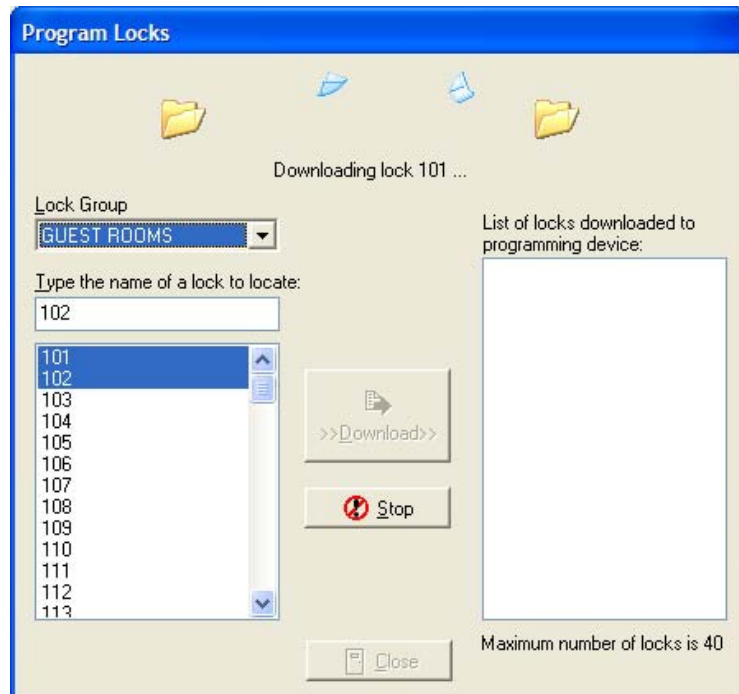 Program Locks
Downloading lock 101 ...
Lock Group
GUEST ROOMS
Type the name of a lock to locate:
102
101
102
103
104
105
106
107
108
109
110
111
112
113
>>Download>>
Stop
Close
List of locks downloaded to
programming device:
Maximum number of locks is 40